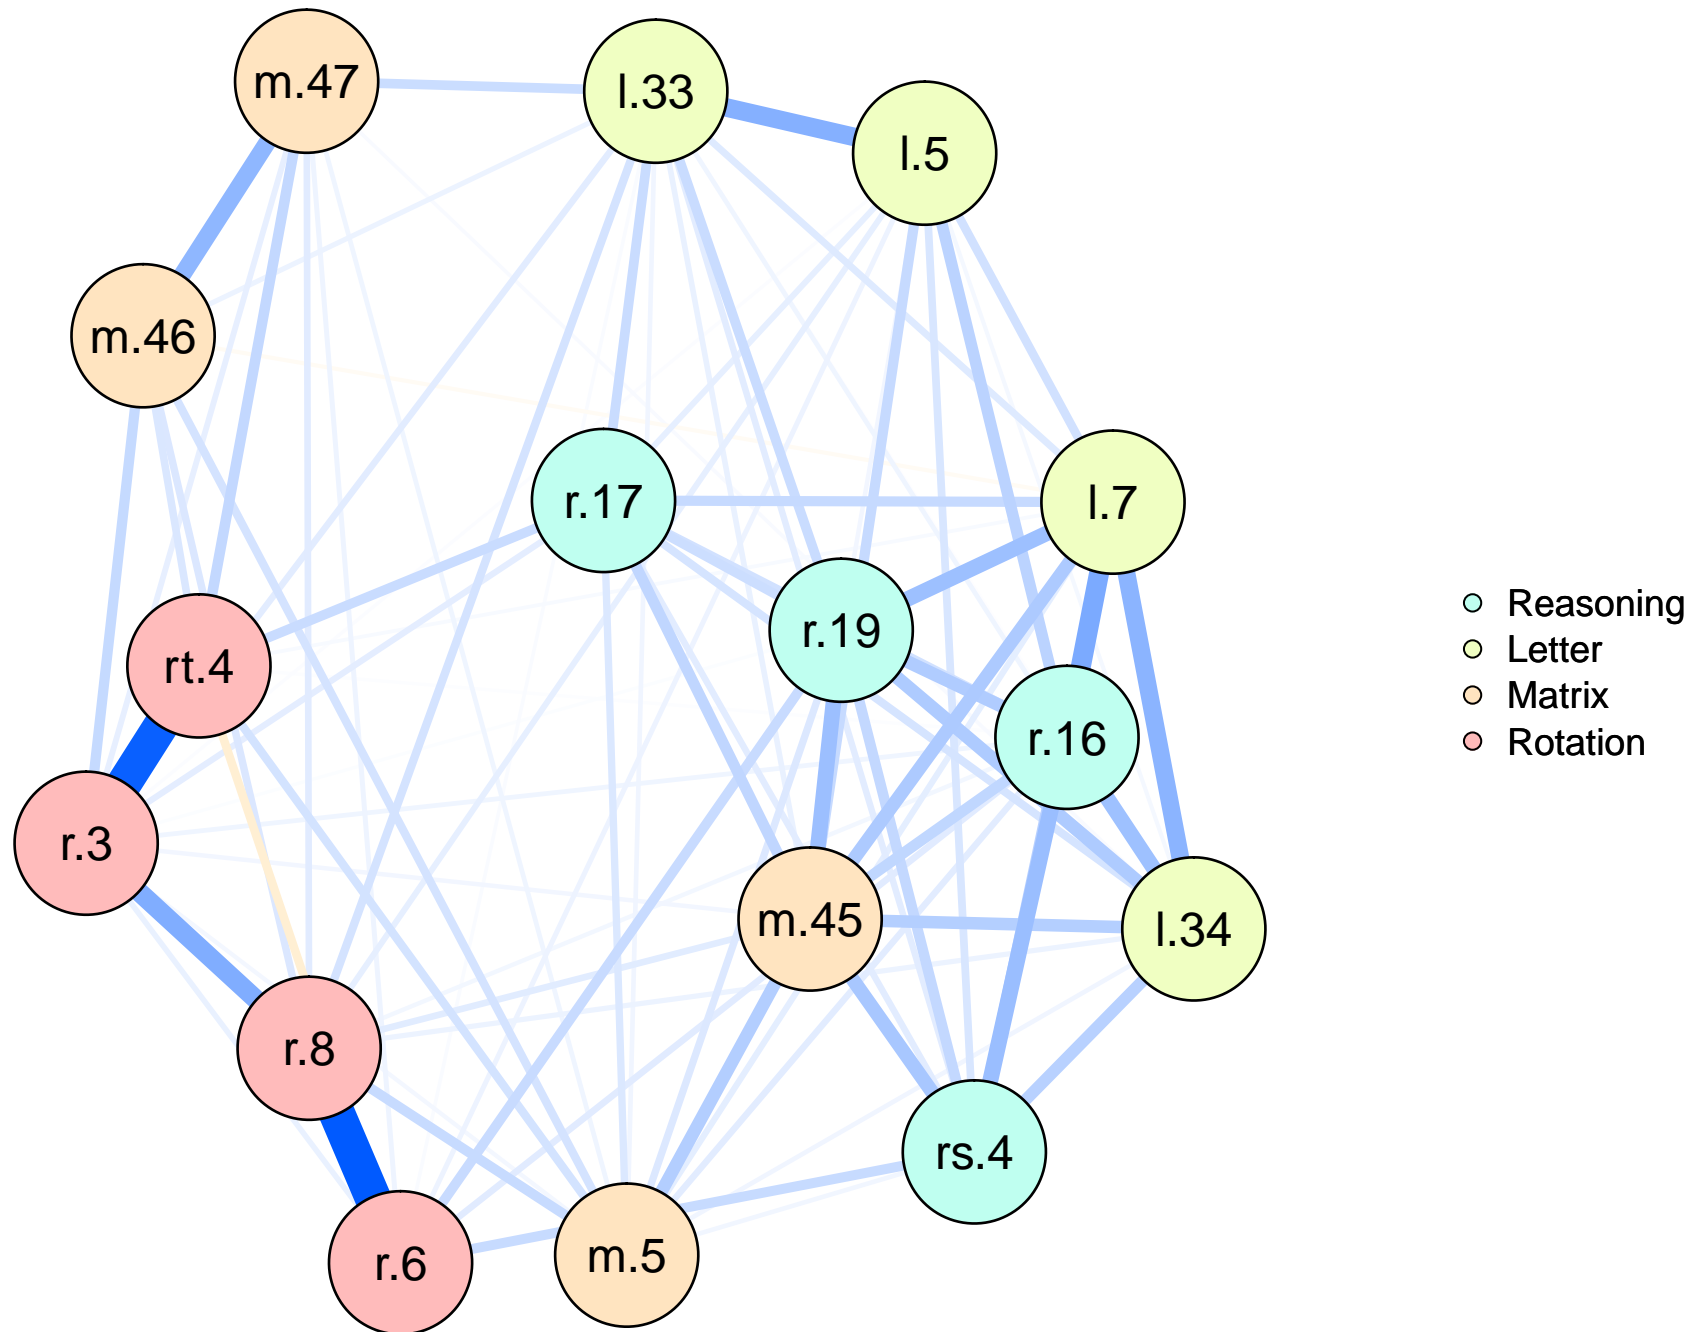 m.47
l.33
l.5
m.46
r.17
l.7
r.19
rt.4
r.16
r.3
m.45
l.34
r.8
rs.4
r.6
m.5
Reasoning
Letter
Matrix
Rotation